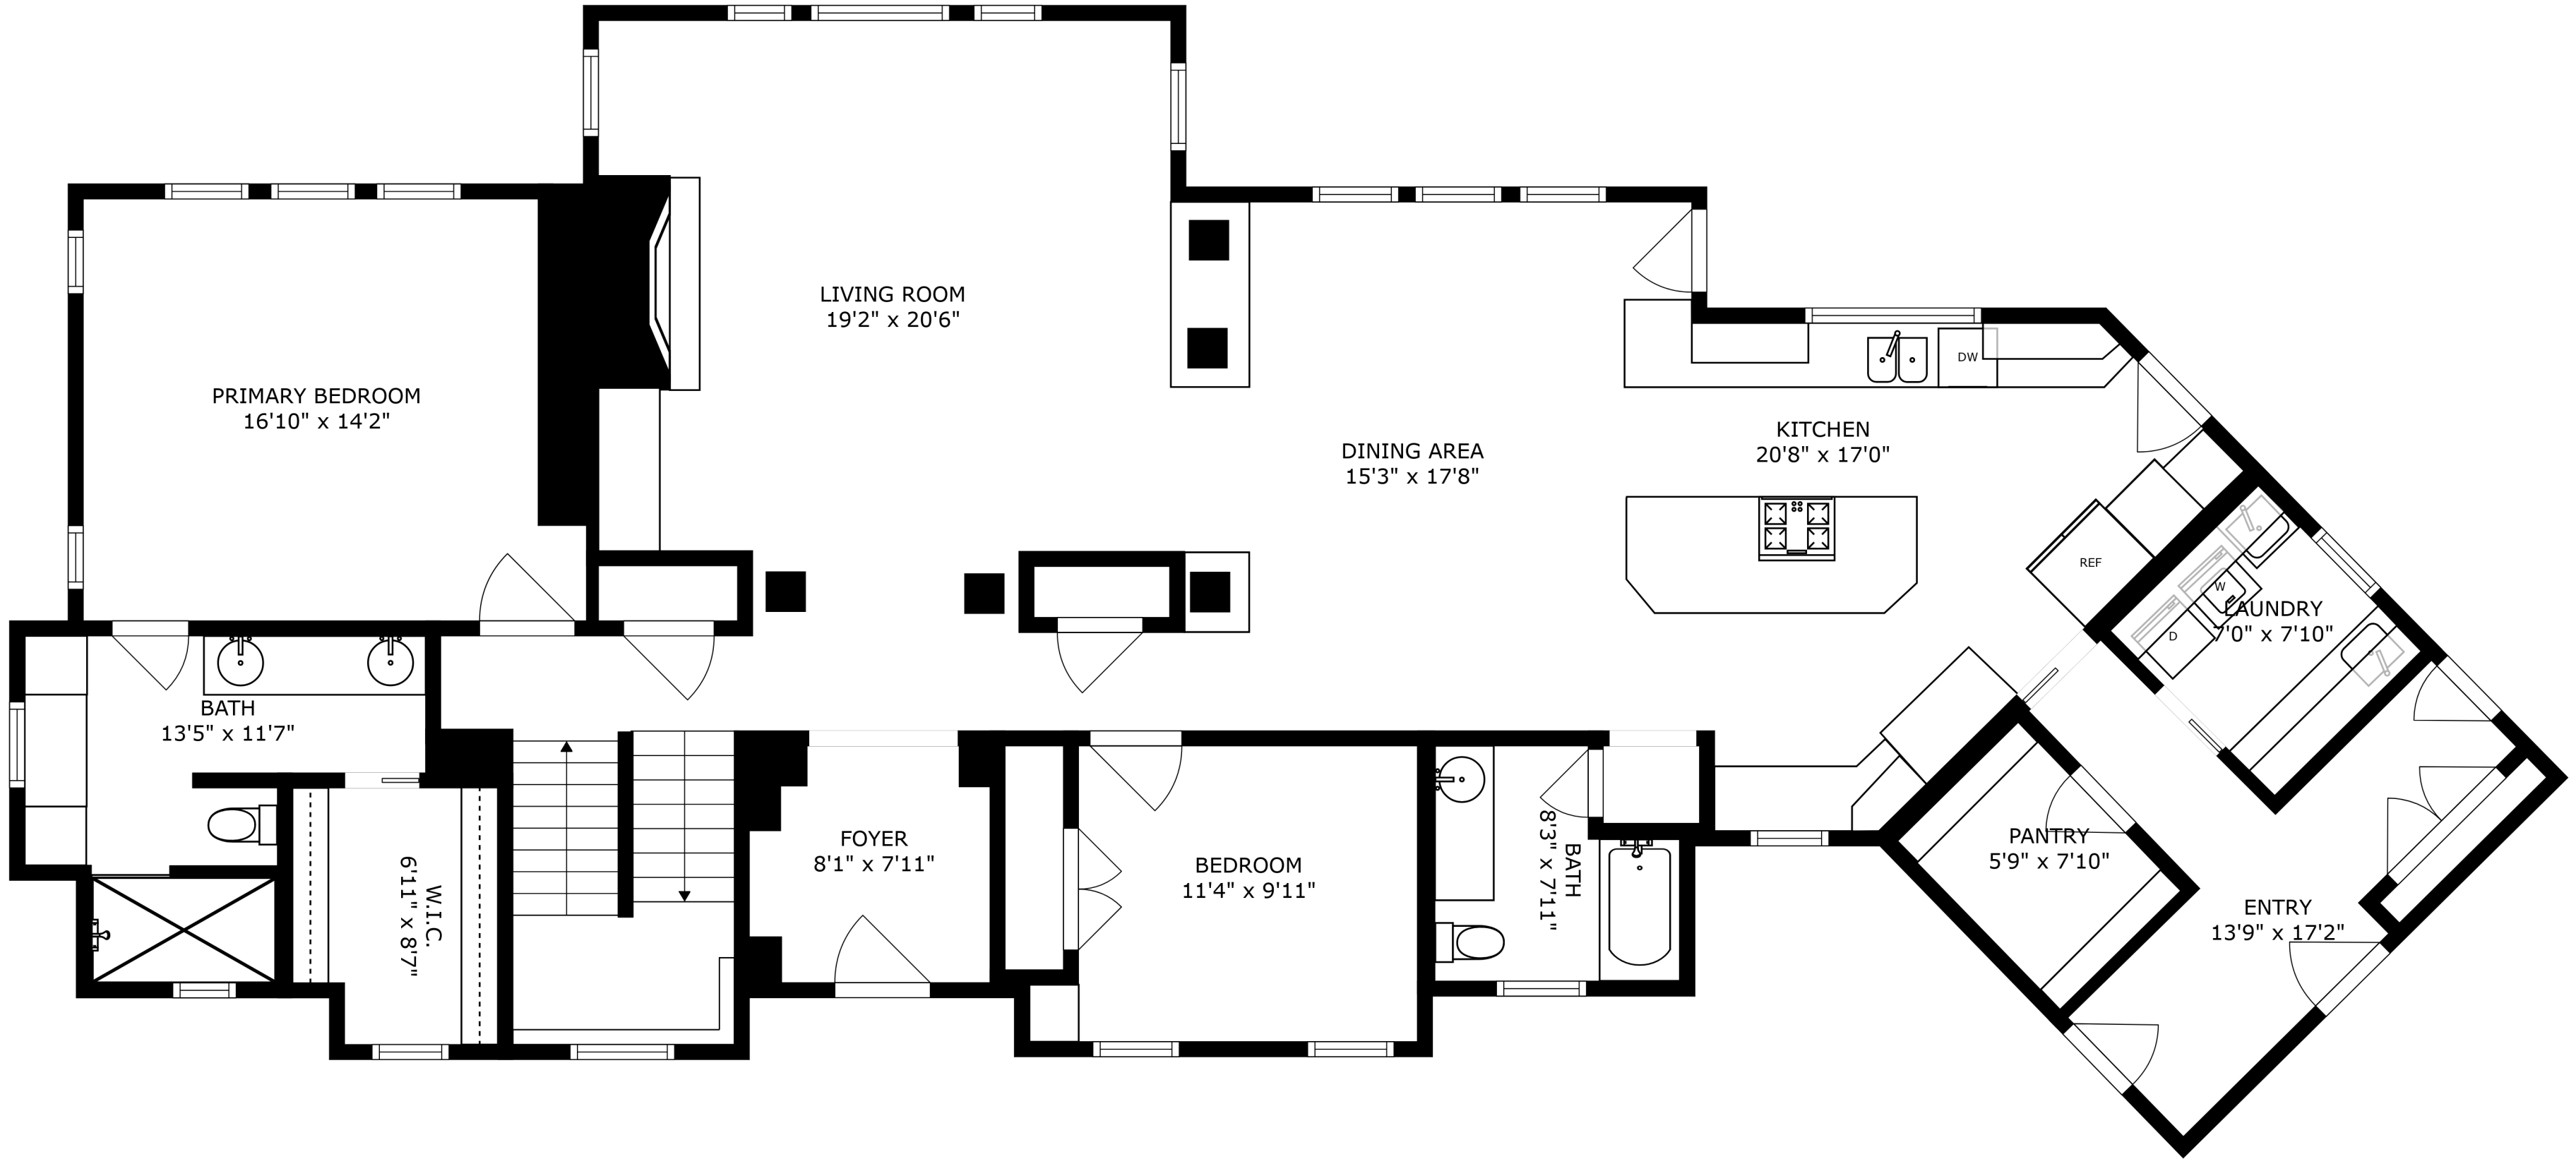 LIVING ROOM
19'2" x 20'6"
PRIMARY BEDROOM
16'10" x 14'2"
DINING AREA
15'3" x 17'8"
KITCHEN
20'8" x 17'0"
DW
REF
W
D
LAUNDRY
7'0" x 7'10"
BATH
13'5" x 11'7"
W.I.C.
6'11" x 8'7"
FOYER
8'1" x 7'11"
BEDROOM
11'4" x 9'11"
BATH
8'3" x 7'11"
PANTRY
5'9" x 7'10"
ENTRY
13'9" x 17'2"